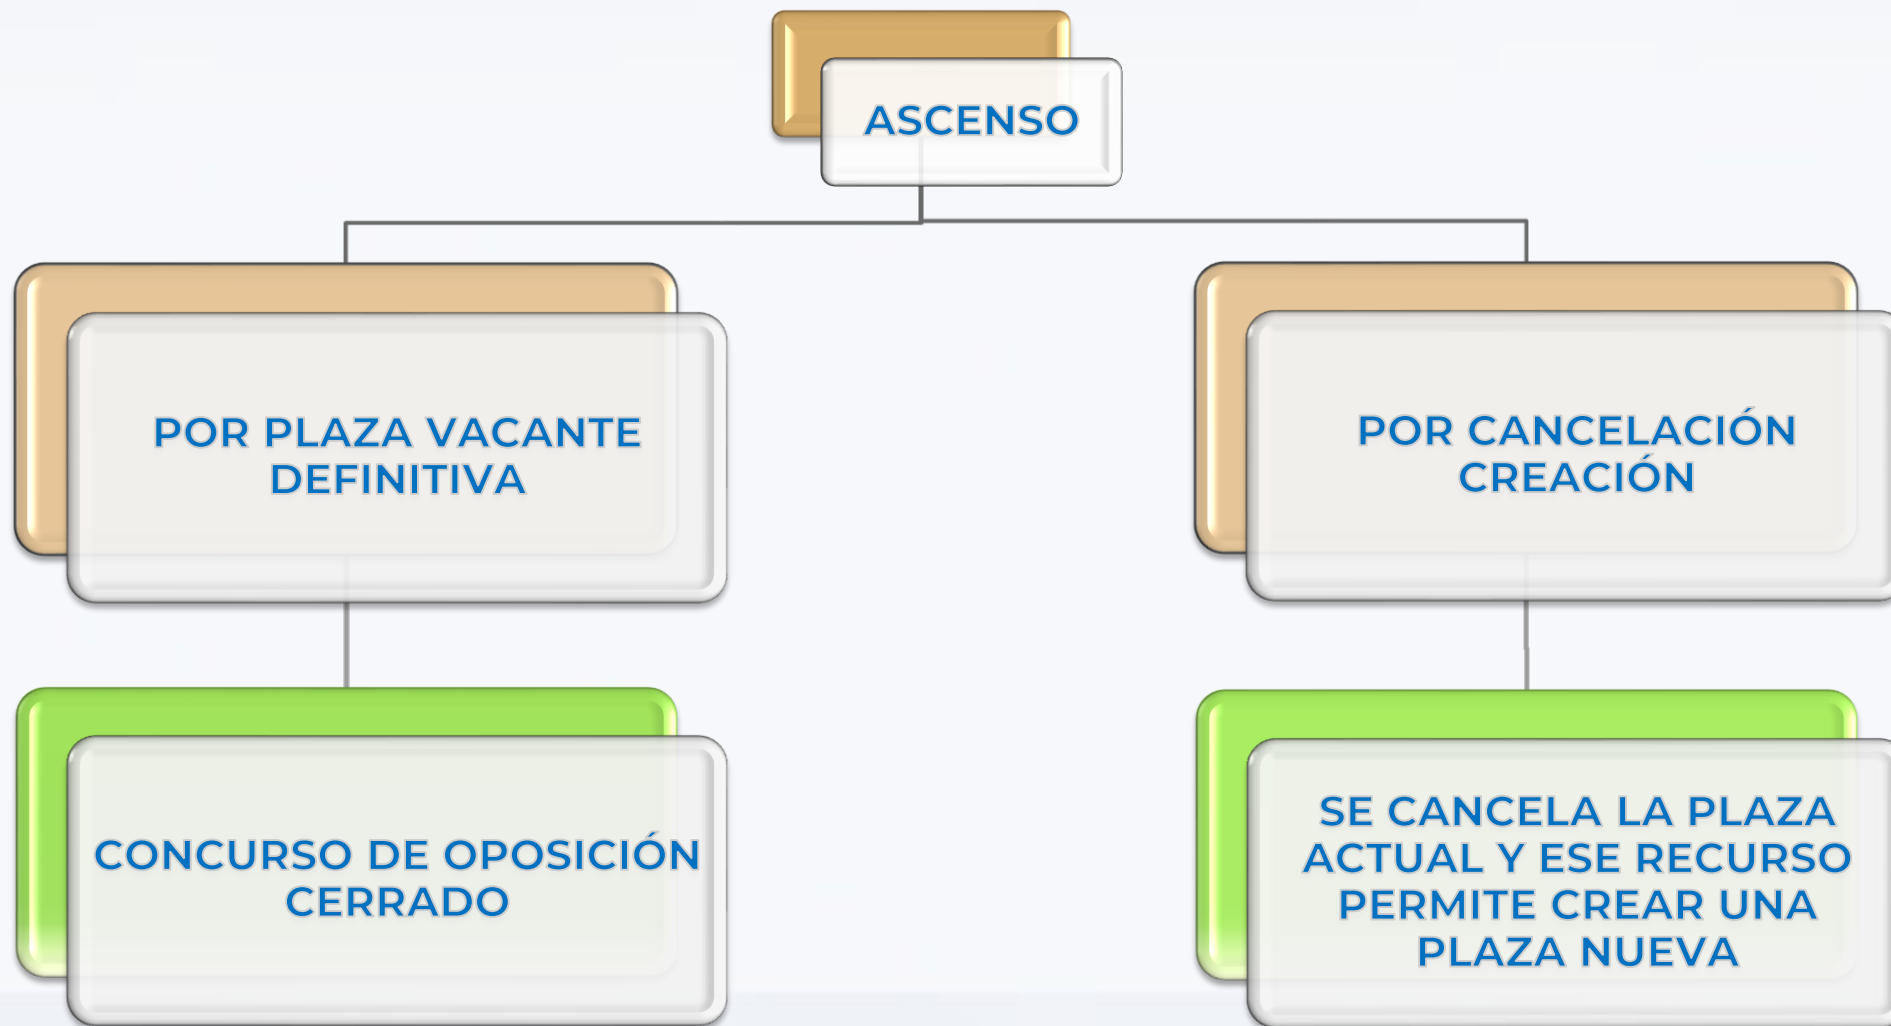 ASCENSO
POR PLAZA VACANTE
DEFINITIVA
CONCURSO DE OPOSICIÓN
CERRADO
POR CANCELACIÓN
CREACIÓN
SE CANCELA LA PLAZA
ACTUAL Y ESE RECURSO
PERMITE CREAR UNA
PLAZA NUEVA